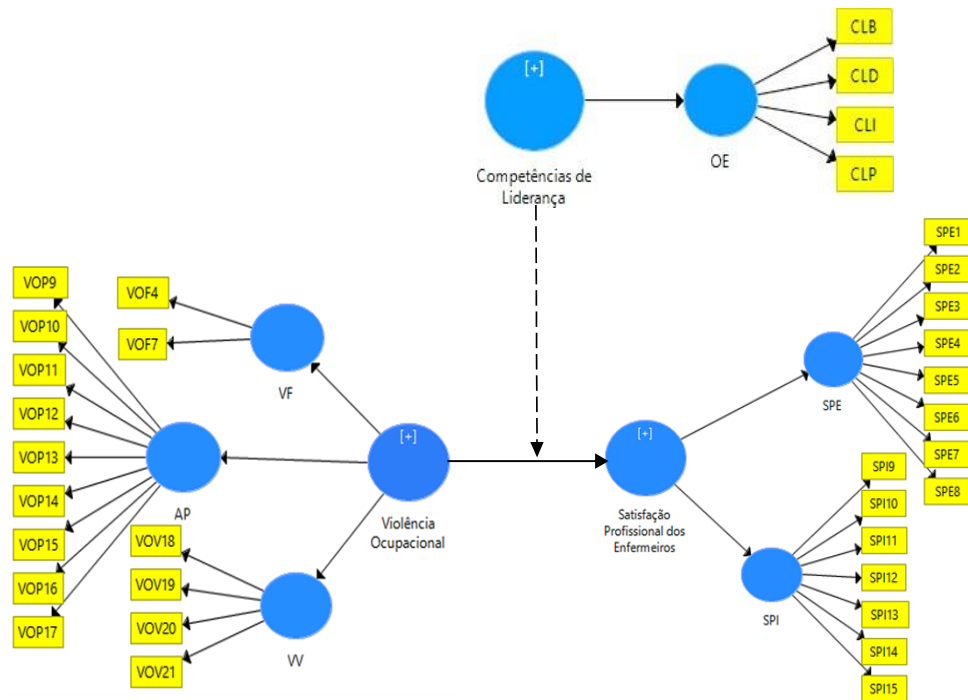 CLB
[+]
CLD
CLI
OE
CLP
Competências de
Liderança
SPE1
SPE2
SPE3
SPE4
SPE5
SPE6
SPE7
SPE8
SPE
VOP9
VOP10
VOP11
VOP12
VOP13
VOP14
VOP15
VOP16
VOP17
VOF4
VOF7
VF
AP
[+]
Violência
Ocupacional
[+]
Satisfação
Profissional dos
Enfermeiros
VOV18
VOV19
VOV20
VOV21
VV
SPI9
SPI10
SPI11
SPI12
SPI13
SPI14
SPI15
SPI